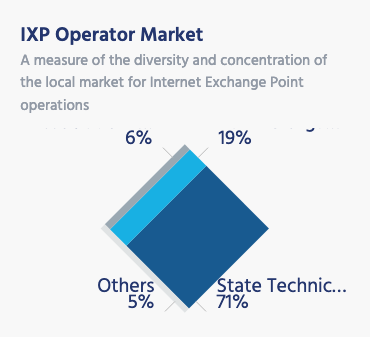 IXP Operator Market
A measure of the diversity and concentration of
the local market for Internet Exchange Point
operations
6% 19%
Others State Technic...
5% 71%